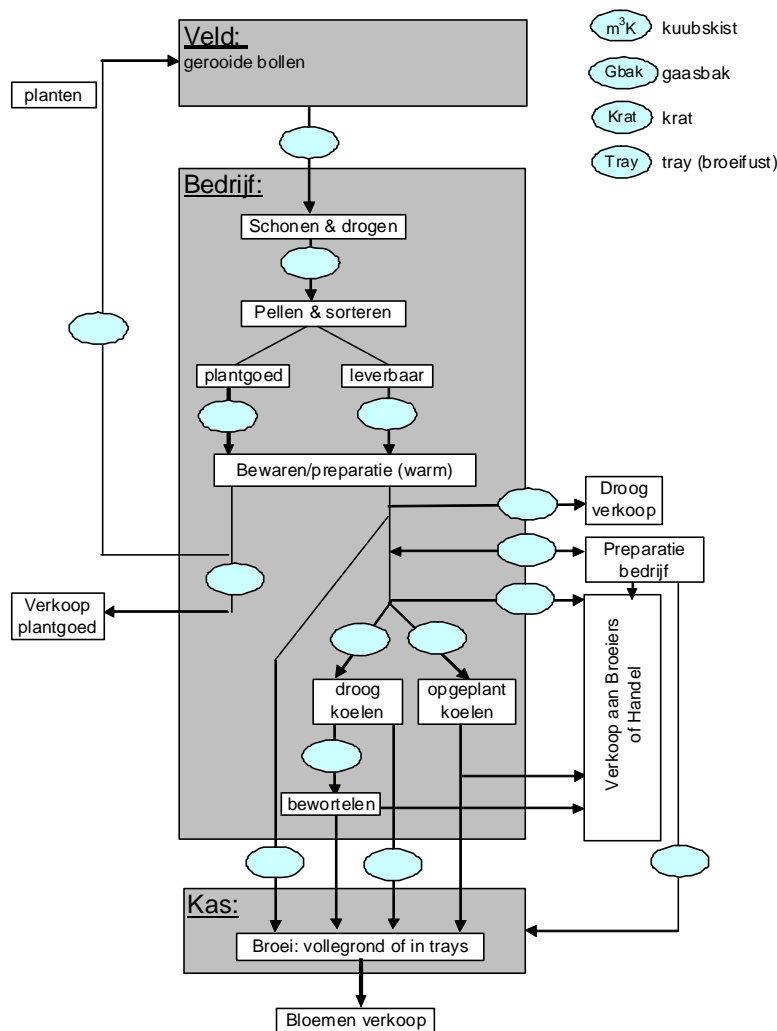 Veld:
gerooide bollen
planten
m³K kuubskist
Gbak gaasbak
Krat krat
Tray tray (broeifust)
Bedrijf:
Schonen & drogen
Pellen & sorteren
plantgoed
leverbaar
Bewaren/preparatie (warm)
Droog
verkoop
Preparatie
bedrijf
Verkoop
plantgoed
Verkoop aan Broeiers
of Handel
droog
koelen
opgeplant
koelen
bewortelen
Kas:
Broei: vollegrond of in trays
Bloemen verkoop